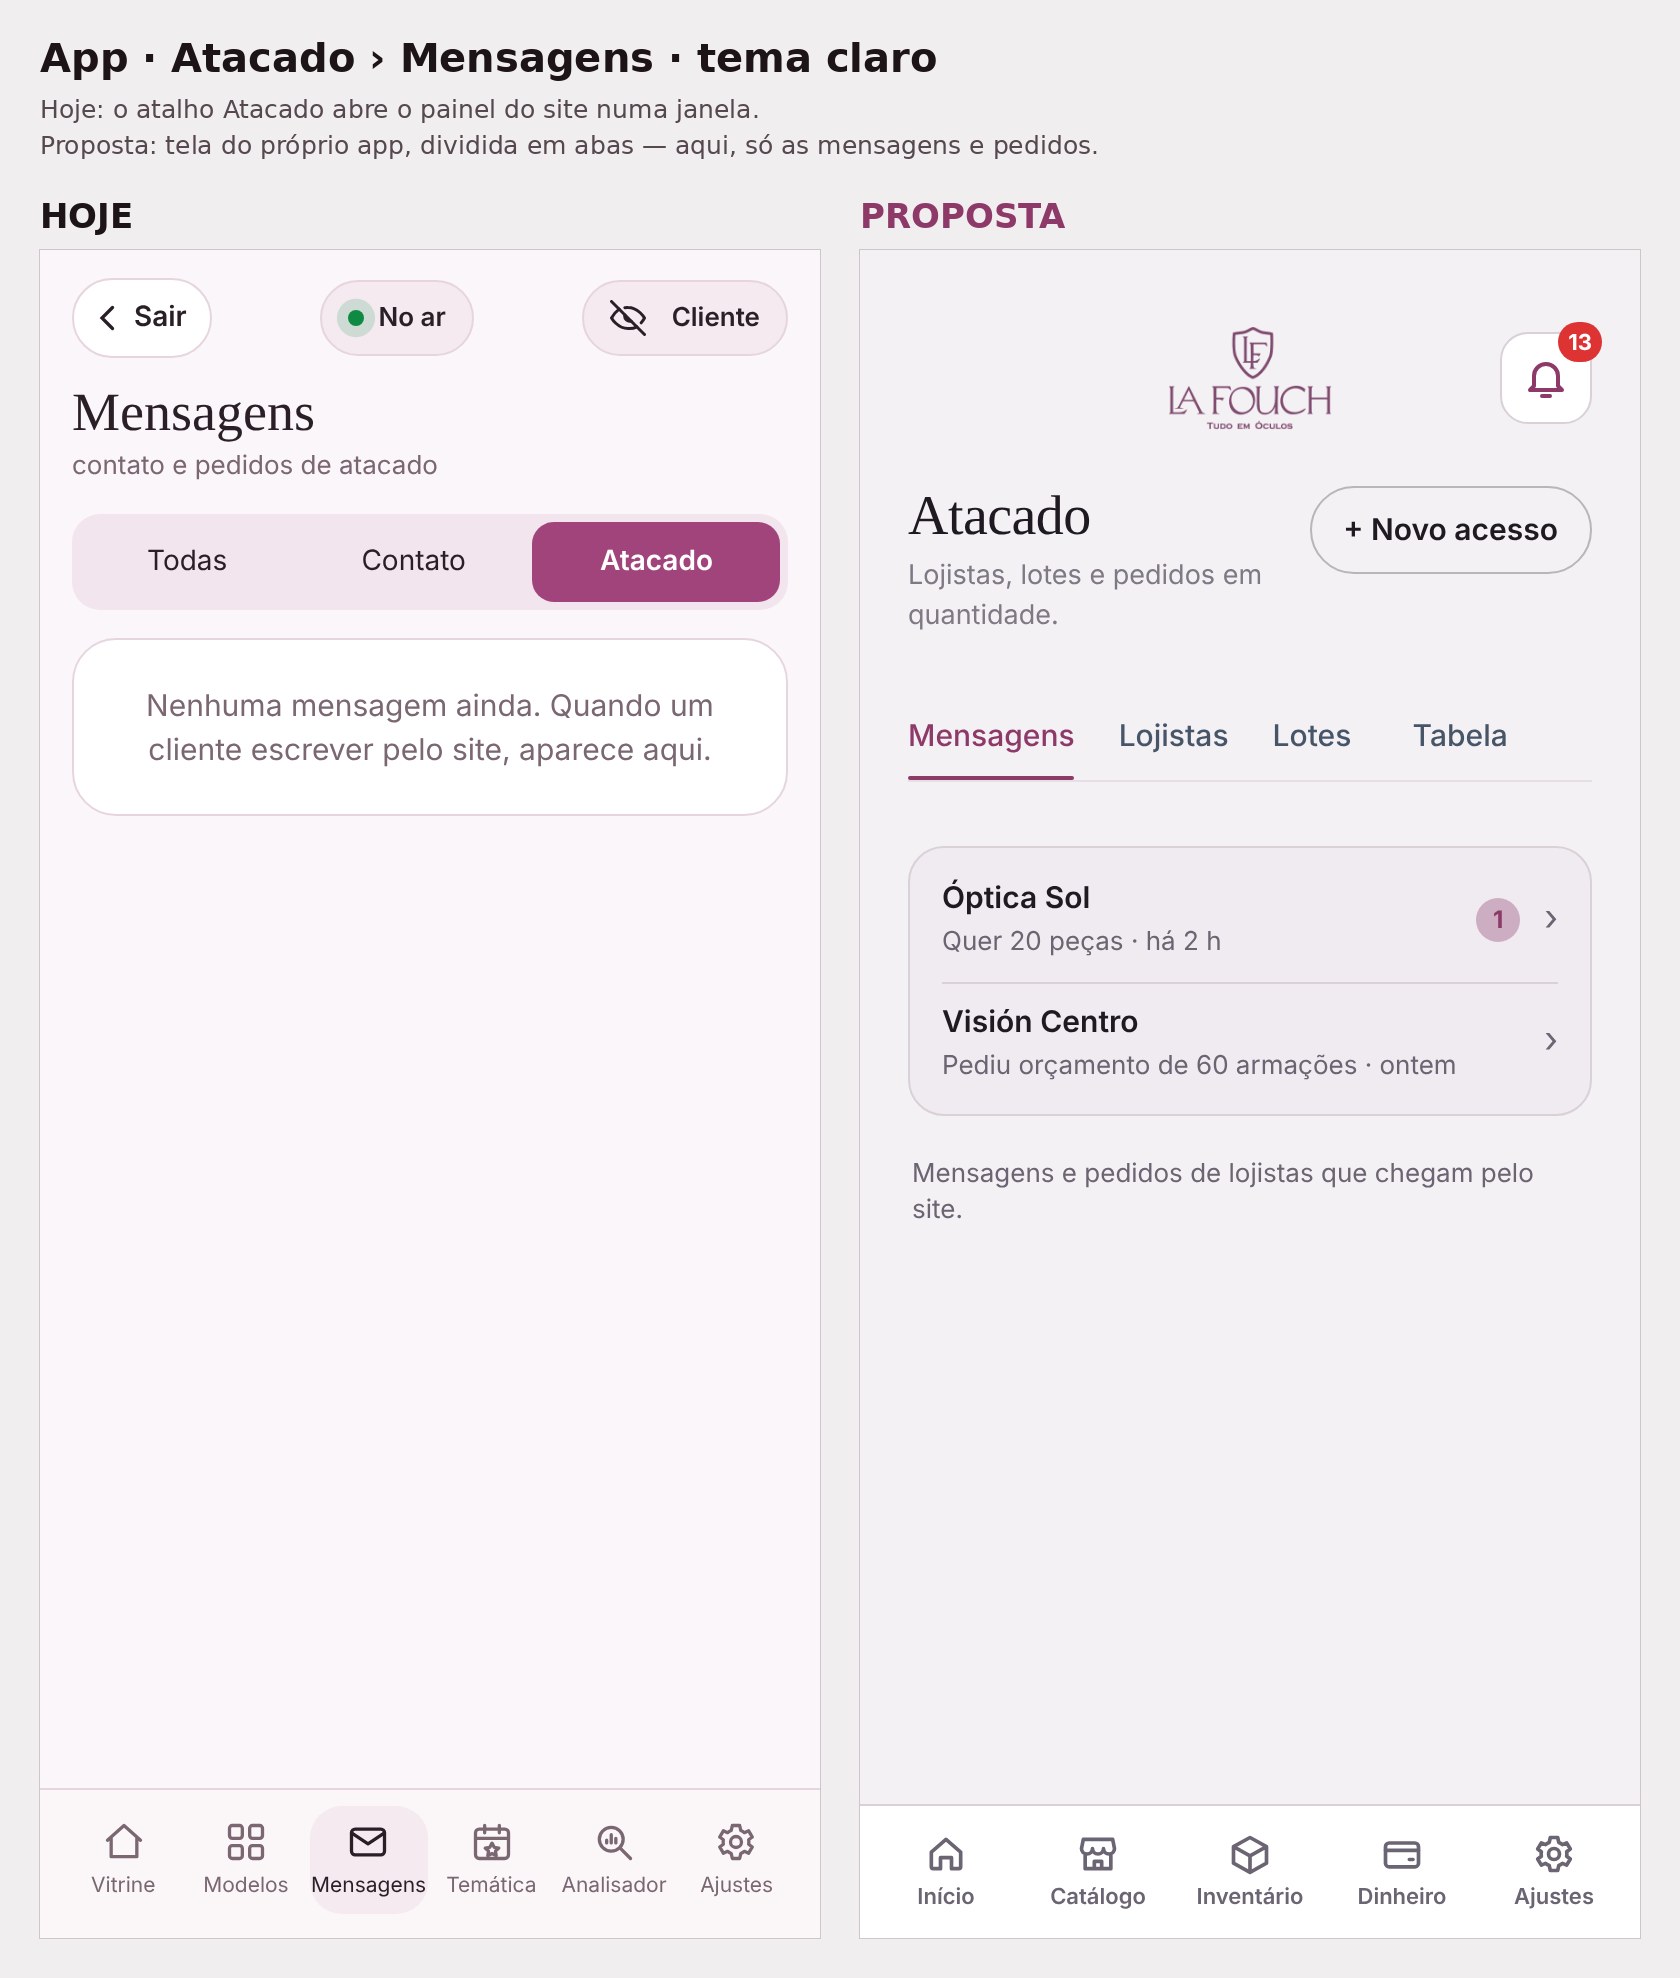 App · Atacado › Mensagens · tema claro
Hoje: o atalho Atacado abre o painel do site numa janela.
Proposta: tela do próprio app, dividida em abas — aqui, só as mensagens e pedidos.
HOJE
Sair
No ar
Cliente
Mensagens
contato e pedidos de atacado
Todas
Contato
Atacado
Nenhuma mensagem ainda. Quando um
cliente escrever pelo site, aparece aqui.
Vitrine
Modelos
Mensagens
Temática
Analisador
Ajustes
PROPOSTA
LF
LA FOUCH
TUDO EM ÓCULOS
13
Atacado
+ Novo acesso
Lojistas, lotes e pedidos em
quantidade.
Mensagens
Lojistas
Lotes
Tabela
Óptica Sol
Quer 20 peças · há 2 h
1
Visión Centro
Pediu orçamento de 60 armações · ontem
Mensagens e pedidos de lojistas que chegam pelo
site.
Início
Catálogo
Inventário
Dinheiro
Ajustes